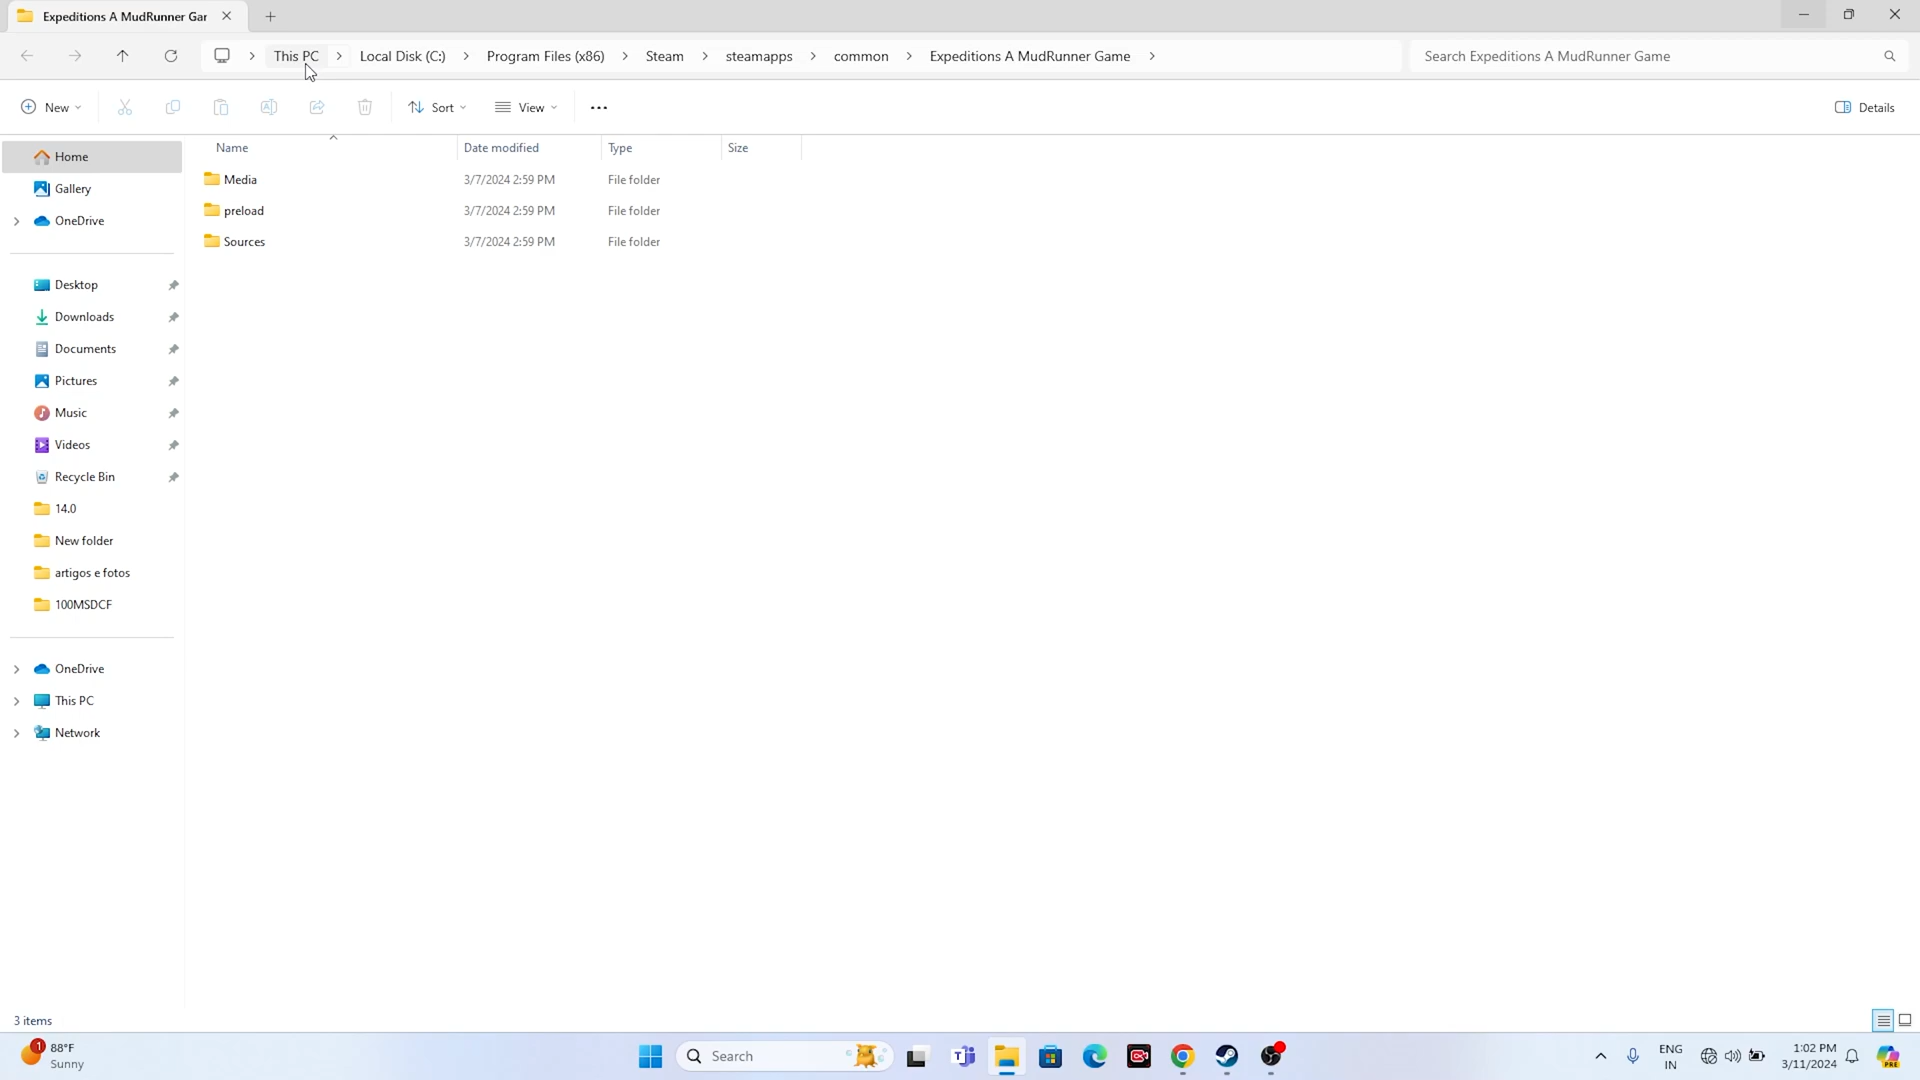 Expeditions A MudRunner Gar
This PC > Local Disk (C:) > Program Files (x86) > Steam > steamapps > common > Expeditions A MudRunner Game >
Search Expeditions A MudRunner Game
New
Sort
View
Details
Name
Date modified
Type
Size
Media 3/7/2024 2:59 PM File folder
preload 3/7/2024 2:59 PM File folder
Sources 3/7/2024 2:59 PM File folder
Home
Gallery
OneDrive
Desktop
Downloads
Documents
Pictures
Music
Videos
Recycle Bin
14.0
New folder
artigos e fotos
100MSDCF
OneDrive
This PC
Network
3 items
1
88°F
Sunny
Search
ENG
IN
1:02 PM
3/11/2024
PRE